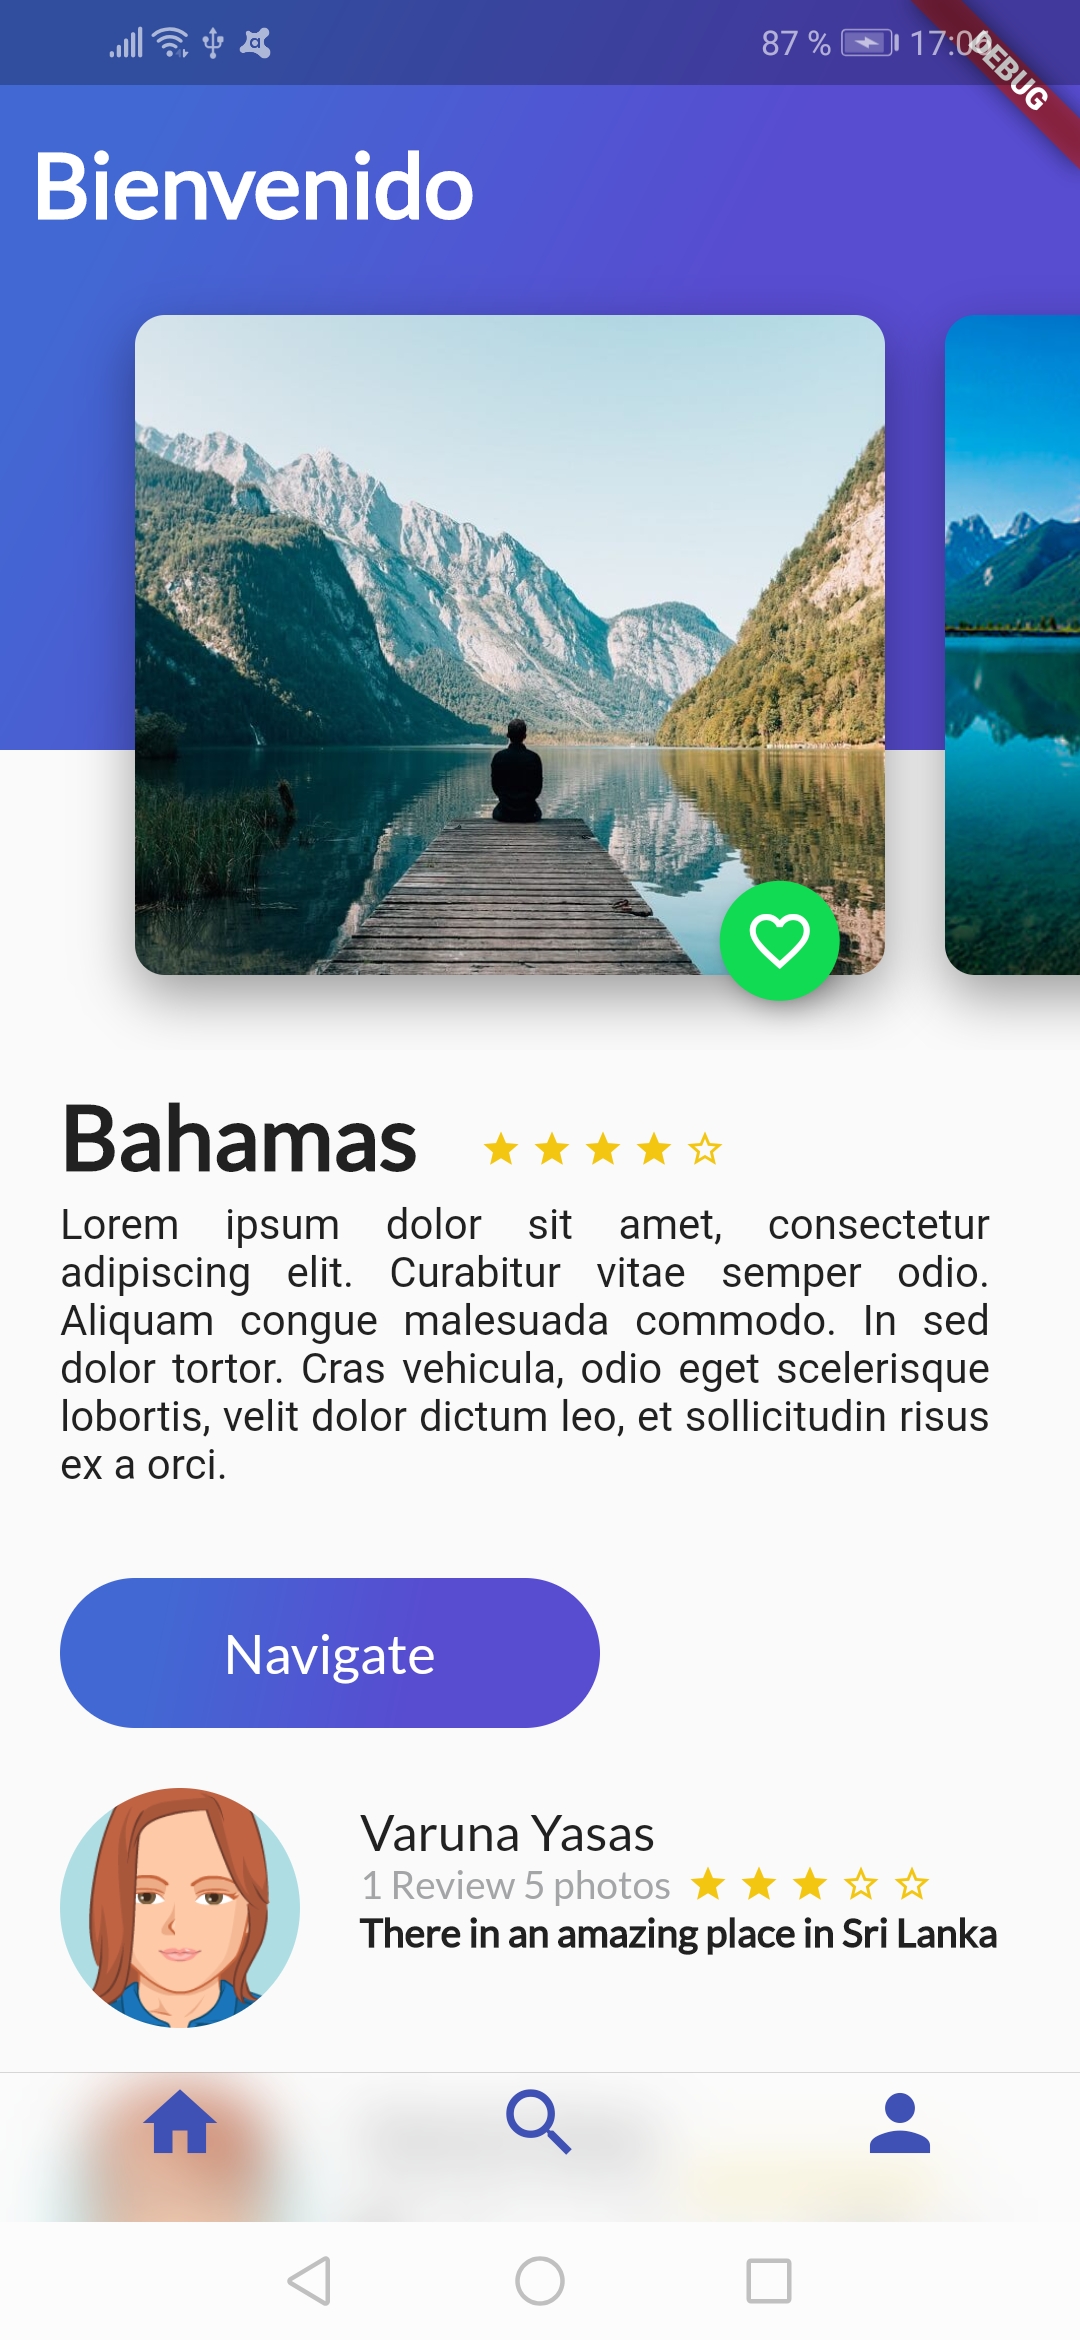 87 % 17:06
DEBUG
Bienvenido
Bahamas
Lorem ipsum dolor sit amet, consectetur
adipiscing elit. Curabitur vitae semper odio.
Aliquam congue malesuada commodo. In sed
dolor tortor. Cras vehicula, odio eget scelerisque
lobortis, velit dolor dictum leo, et sollicitudin risus
ex a orci.
Navigate
Varuna Yasas
1 Review 5 photos
There in an amazing place in Sri Lanka